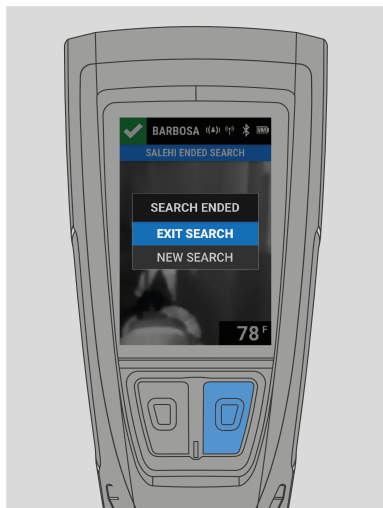 BARBOSA
SALEHI ENDED SEARCH
SEARCH ENDED
EXIT SEARCH
NEW SEARCH
78 F